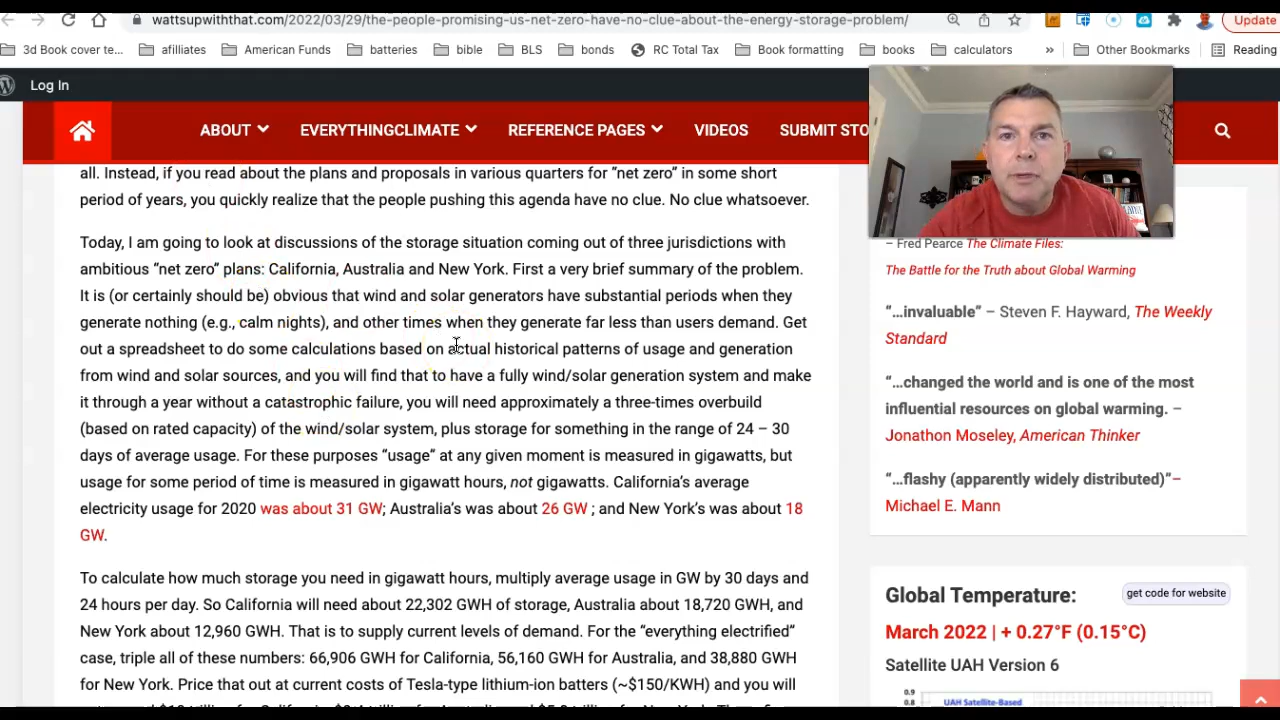 wattsupwiththat.com/2022/03/29/the-people-promising-us-net-zero-have-no-clue-about-the-energy-storage-problem/
Update
3d Book cover te... afiliates American Funds batteries bible BLS bonds RC Total Tax Book formatting books calculators » Other Bookmarks Reading
Log In
ABOUT EVERYTHINGCLIMATE REFERENCE PAGES VIDEOS SUBMIT STO
all. Instead, if you read about the plans and proposals in various quarters for “net zero” in some short
period of years, you quickly realize that the people pushing this agenda have no clue. No clue whatsoever.
Today, I am going to look at discussions of the storage situation coming out of three jurisdictions with
ambitious “net zero” plans: California, Australia and New York. First a very brief summary of the problem.
It is (or certainly should be) obvious that wind and solar generators have substantial periods when they
generate nothing (e.g., calm nights), and other times when they generate far less than users demand. Get
out a spreadsheet to do some calculations based on actual historical patterns of usage and generation
from wind and solar sources, and you will find that to have a fully wind/solar generation system and make
it through a year without a catastrophic failure, you will need approximately a three-times overbuild
(based on rated capacity) of the wind/solar system, plus storage for something in the range of 24 – 30
days of average usage. For these purposes “usage” at any given moment is measured in gigawatts, but
usage for some period of time is measured in gigawatt hours, not gigawatts. California’s average
electricity usage for 2020 was about 31 GW; Australia’s was about 26 GW ; and New York’s was about 18
GW.
To calculate how much storage you need in gigawatt hours, multiply average usage in GW by 30 days and
24 hours per day. So California will need about 22,302 GWH of storage, Australia about 18,720 GWH, and
New York about 12,960 GWH. That is to supply current levels of demand. For the “everything electrified”
case, triple all of these numbers: 66,906 GWH for California, 56,160 GWH for Australia, and 38,880 GWH
for New York. Price that out at current costs of Tesla-type lithium-ion batters (~$150/KWH) and you will
– Fred Pearce The Climate Files:
The Battle for the Truth about Global Warming
“…invaluable” – Steven F. Hayward, The Weekly
Standard
“…changed the world and is one of the most
influential resources on global warming. –
Jonathon Moseley, American Thinker
“…flashy (apparently widely distributed)”–
Michael E. Mann
Global Temperature:
get code for website
March 2022 | + 0.27°F (0.15°C)
Satellite UAH Version 6
0.9
UAH Satellite-Based